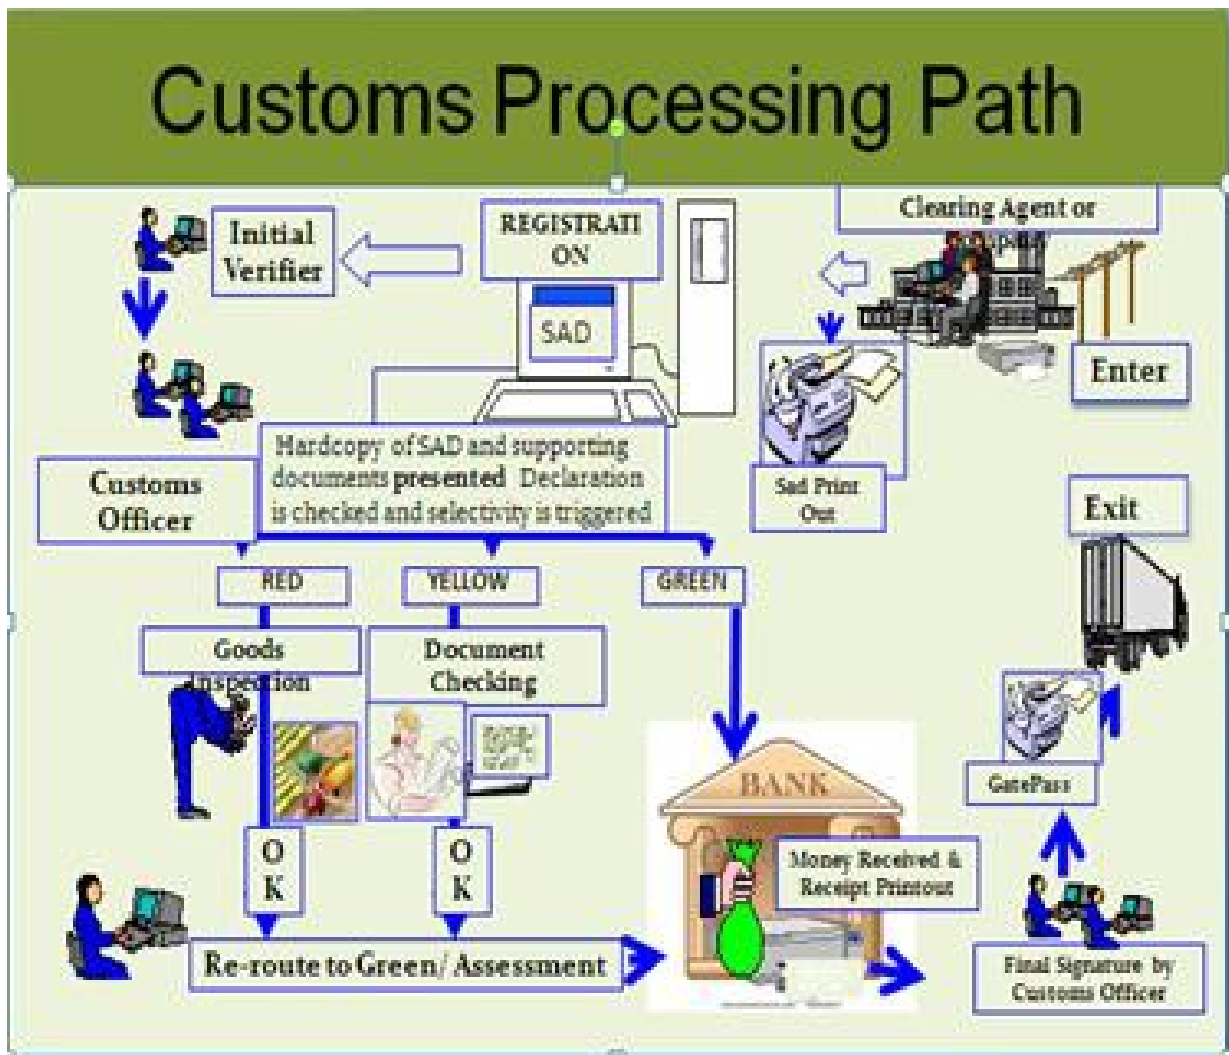 Customs Processing Path
Clearing Agent or
REGISTRATI
ON
Initial
Verifier
SAD
Enter
Hardcopy of SAD and supporting
documents presented Declaration
is checked and selectivity is triggered
Customs
Officer
Sad Print
Out
Exit
RED
YELLOW
GREEN
Goods
Inspection
Document
Checking
BANK
GatePass
O
K
O
K
Money Received &
Receipt Printout
Re-route to Green/ Assessment
Final Signature by
Customs Officer